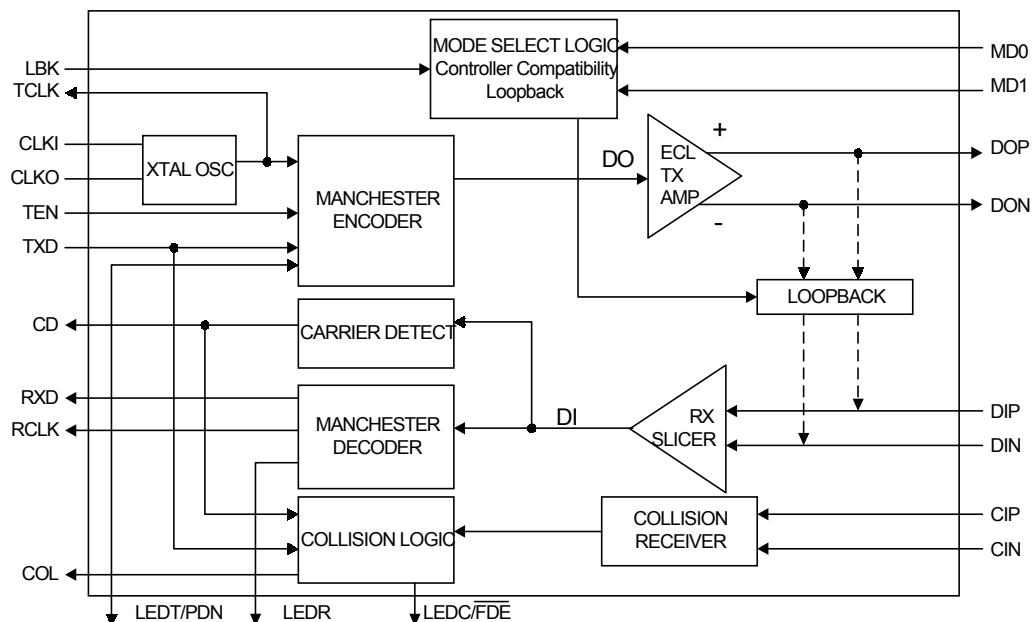 MODE SELECT LOGIC
Controller Compatibility
Loopback
MD0
MD1
LBK
TCLK
CLKI
CLKO
XTAL OSC
TEN
TXD
MANCHESTER
ENCODER
DO
ECL
TX
AMP
+
-
DOP
DON
LOOPBACK
CD
CARRIER DETECT
RXD
RCLK
MANCHESTER
DECODER
DI
RX
SLICER
DIP
DIN
COLLISION LOGIC
COLLISION
RECEIVER
CIP
CIN
COL
LEDT/PDN
LEDR
LEDC/F̅D̅E̅